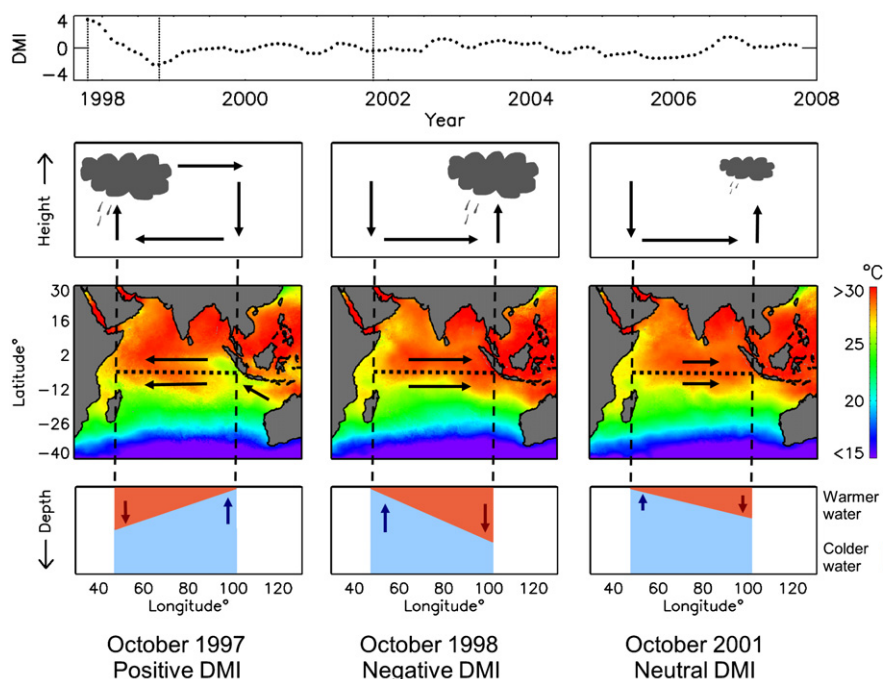 DMI
4
0
−4
1998
2000
2002
2004
2006
2008
Year
Height
°C
Latitude°
30
16
2
−12
−26
−40
>30
25
20
<15
Depth
Warmer
water
Colder
water
40 60 80 100 120
Longitude°
40 60 80 100 120
Longitude°
40 60 80 100 120
Longitude°
October 1997
Positive DMI
October 1998
Negative DMI
October 2001
Neutral DMI